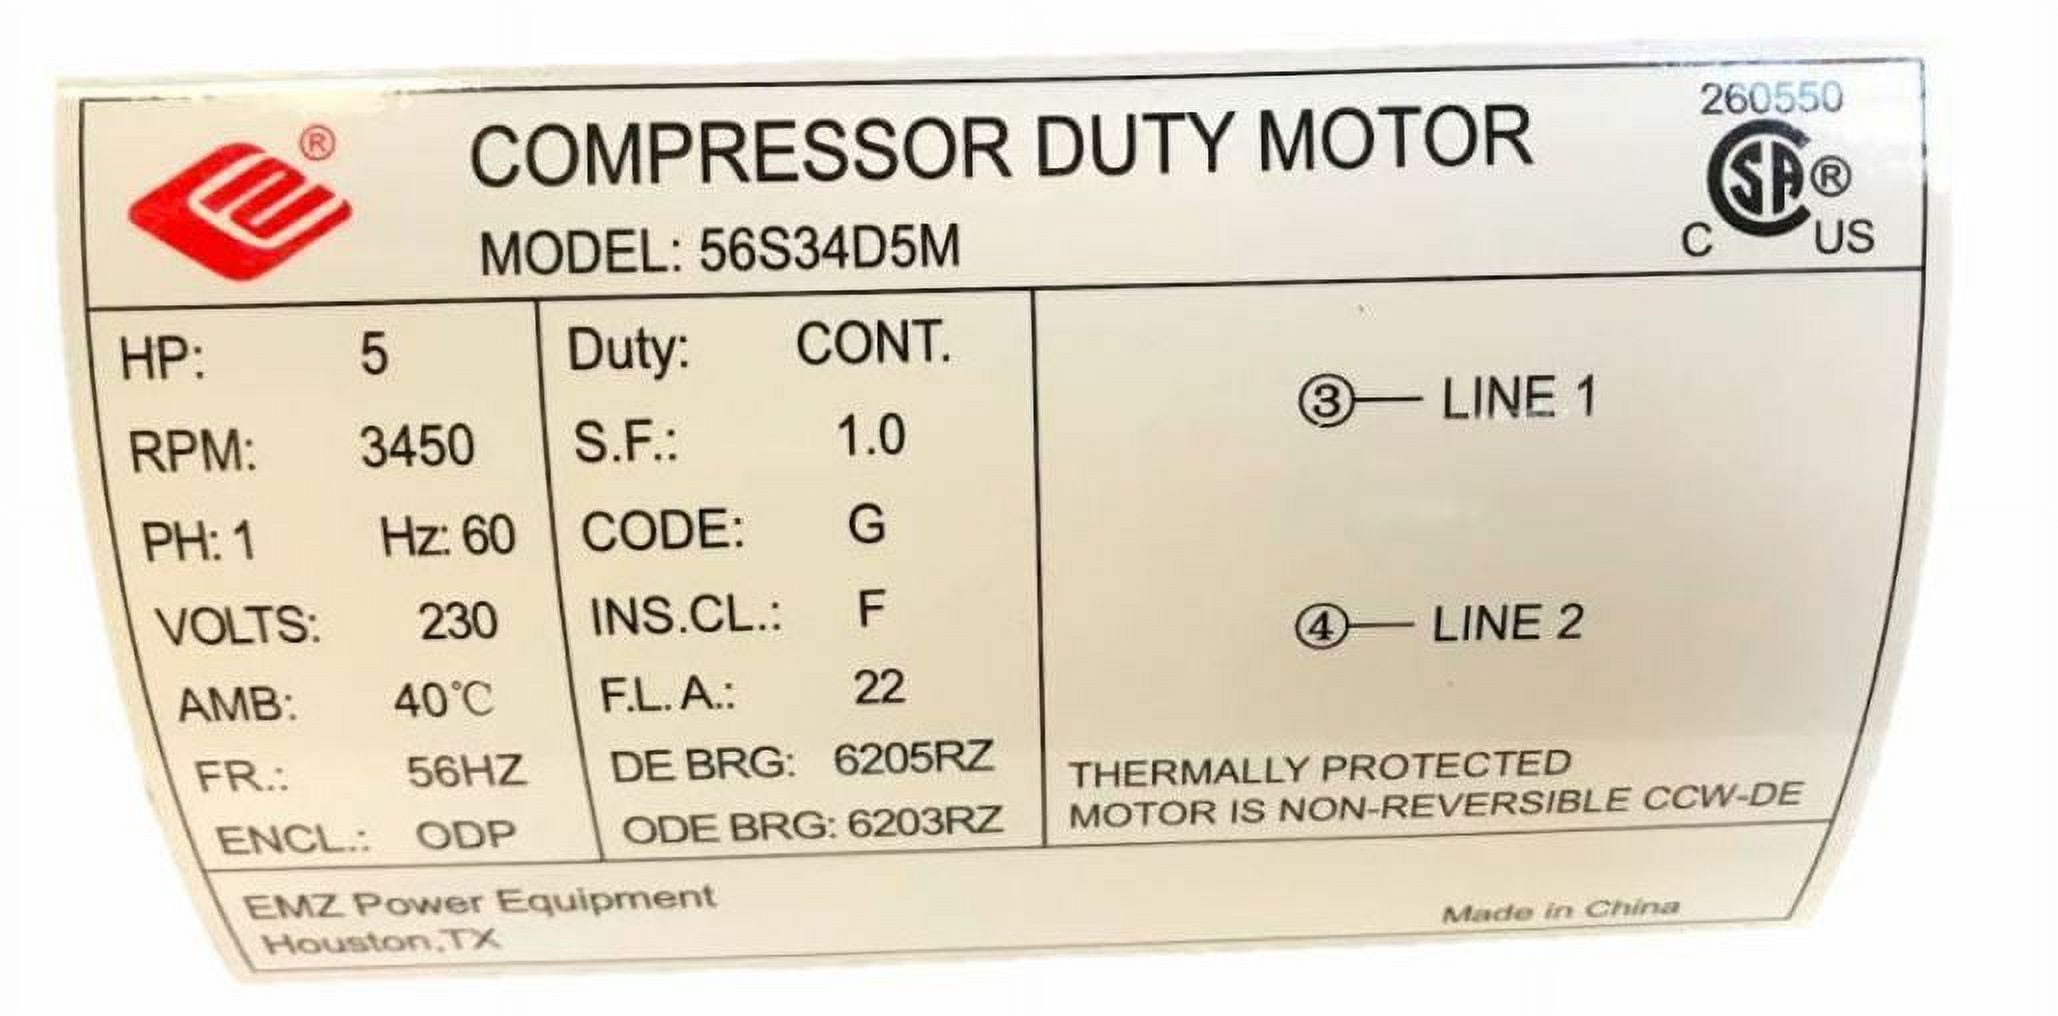 260550
®
COMPRESSOR DUTY MOTOR
MODEL: 56S34D5M
C SA ® US
HP: 5
RPM: 3450
PH: 1 Hz: 60
VOLTS: 230
AMB: 40℃
FR.: 56HZ
ENCL.: ODP
Duty: CONT.
S.F.: 1.0
CODE: G
INS.CL.: F
F.L.A.: 22
DE BRG: 6205RZ
ODE BRG: 6203RZ
③— LINE 1
④— LINE 2
THERMALLY PROTECTED
MOTOR IS NON-REVERSIBLE CCW-DE
EMZ Power Equipment
Houston,TX
Made in China